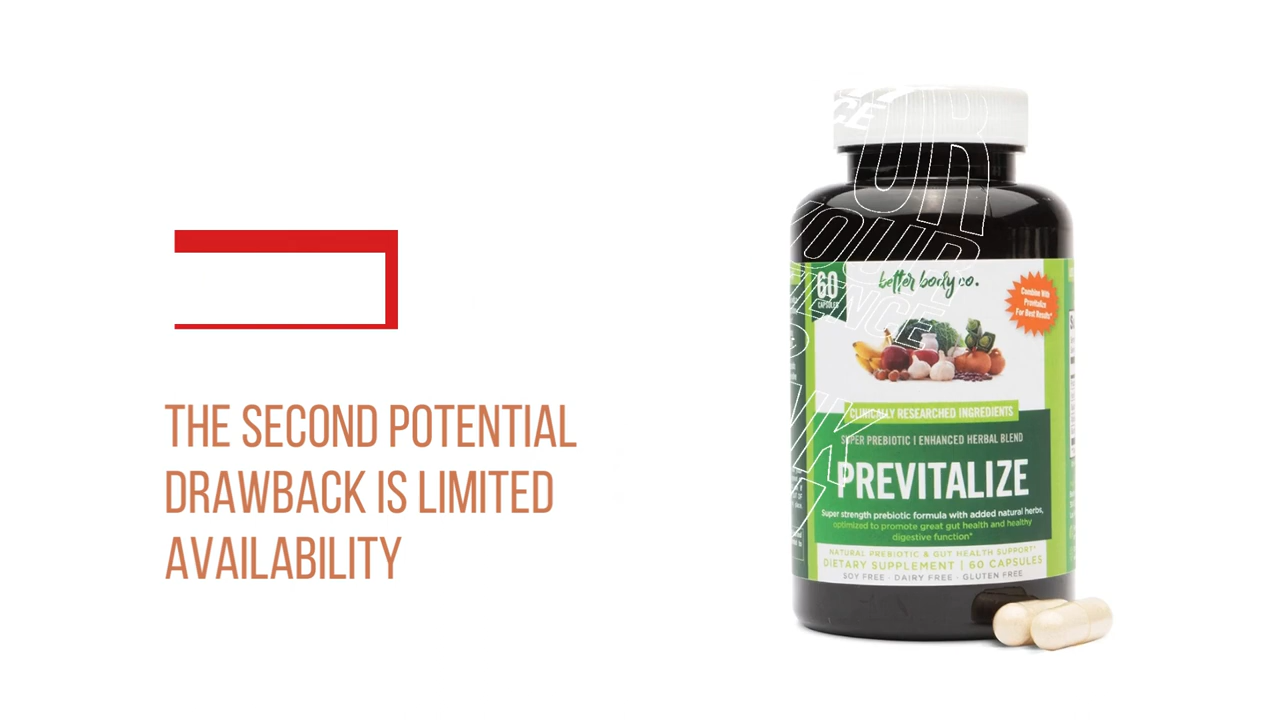 THE SECOND POTENTIAL
DRAWBACK IS LIMITED
AVAILABILITY
60
CAPSULES
better body co.
Combine With
Provitalize
For Best Results*
CLINICALLY RESEARCHED INGREDIENTS
SUPER PREBIOTIC | ENHANCED HERBAL BLEND
PREVITALIZE
Super strength prebiotic formula with added natural herbs,
optimized to promote great gut health and healthy
digestive function*
NATURAL PREBIOTIC & GUT HEALTH SUPPORT*
DIETARY SUPPLEMENT | 60 CAPSULES
SOY FREE · DAIRY FREE · GLUTEN FREE